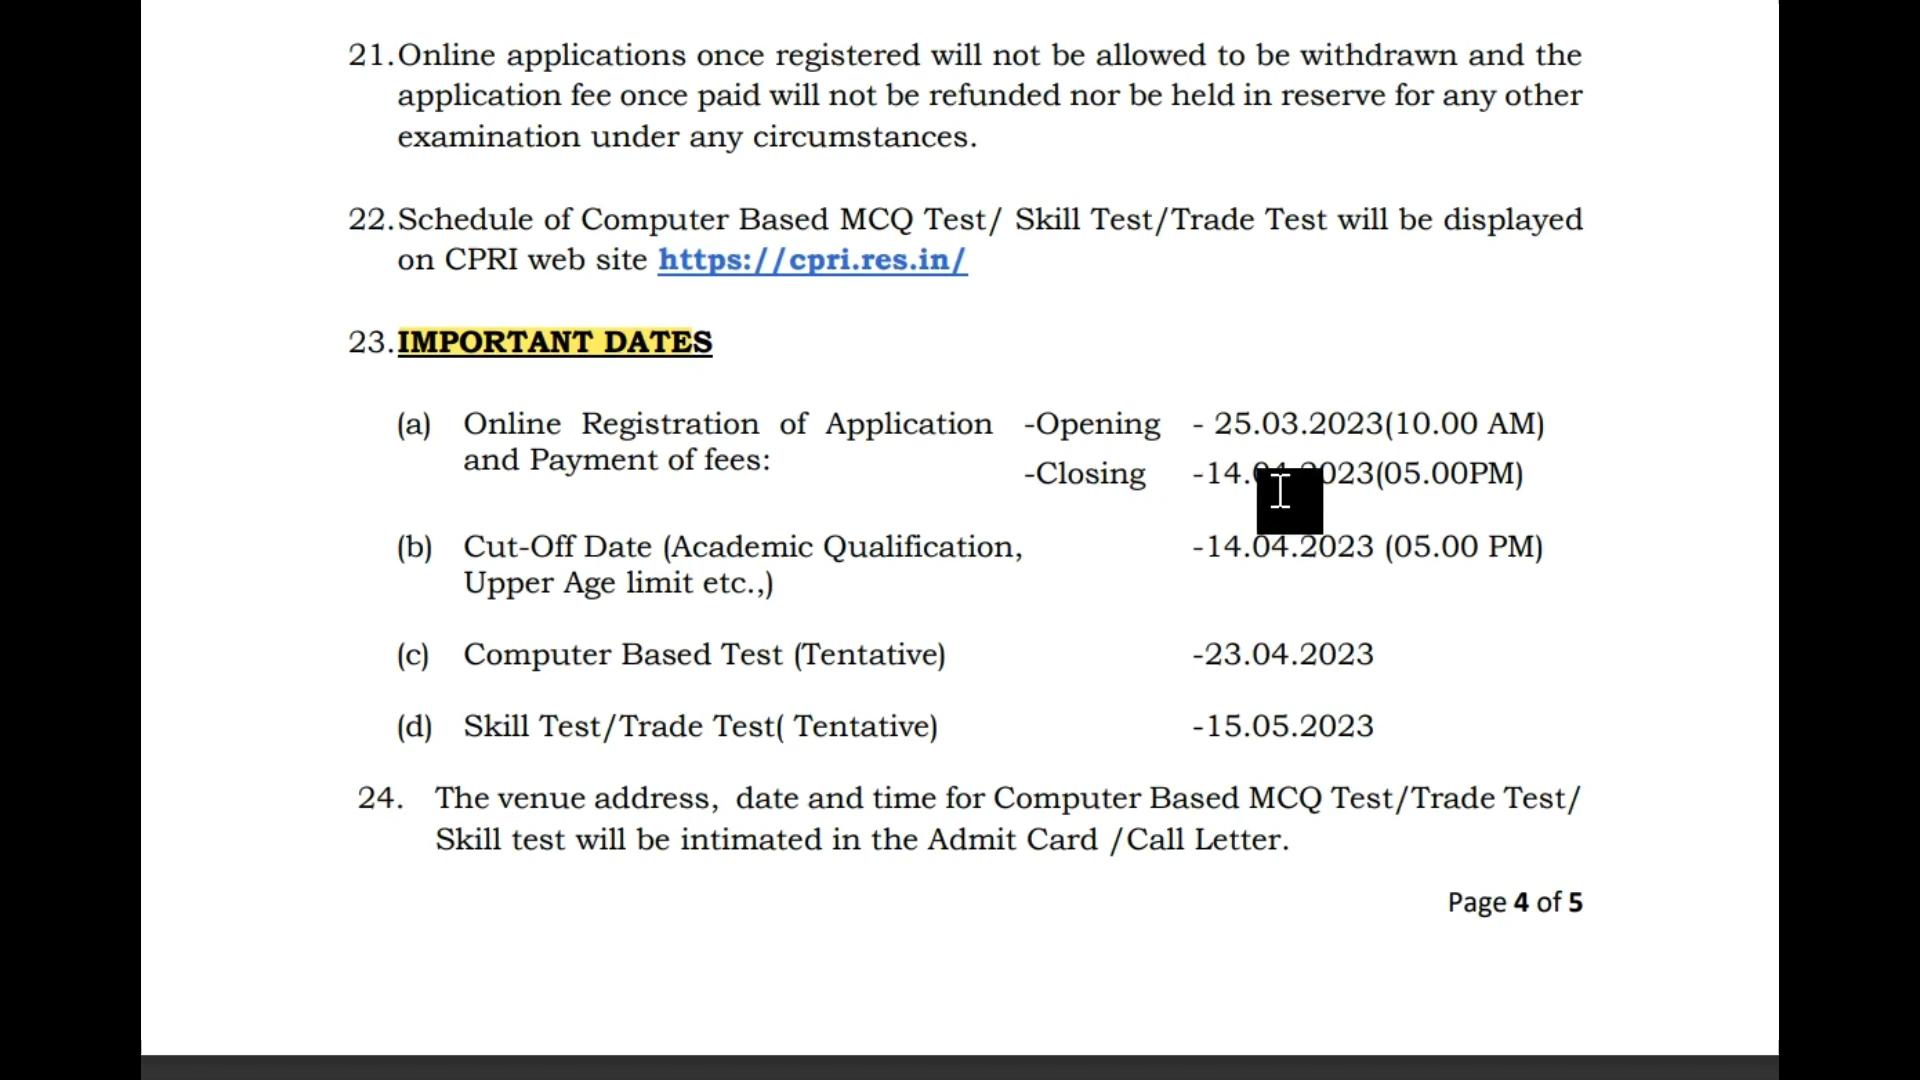 21.Online applications once registered will not be allowed to be withdrawn and the
application fee once paid will not be refunded nor be held in reserve for any other
examination under any circumstances.
22.Schedule of Computer Based MCQ Test/ Skill Test/Trade Test will be displayed
on CPRI web site https://cpri.res.in/
23.IMPORTANT DATES
(a) Online Registration of Application -Opening - 25.03.2023(10.00 AM)
and Payment of fees:
-Closing -14.04.2023(05.00PM)
(b) Cut-Off Date (Academic Qualification, -14.04.2023 (05.00 PM)
Upper Age limit etc.,)
(c) Computer Based Test (Tentative) -23.04.2023
(d) Skill Test/Trade Test( Tentative) -15.05.2023
24. The venue address, date and time for Computer Based MCQ Test/Trade Test/
Skill test will be intimated in the Admit Card /Call Letter.
Page 4 of 5